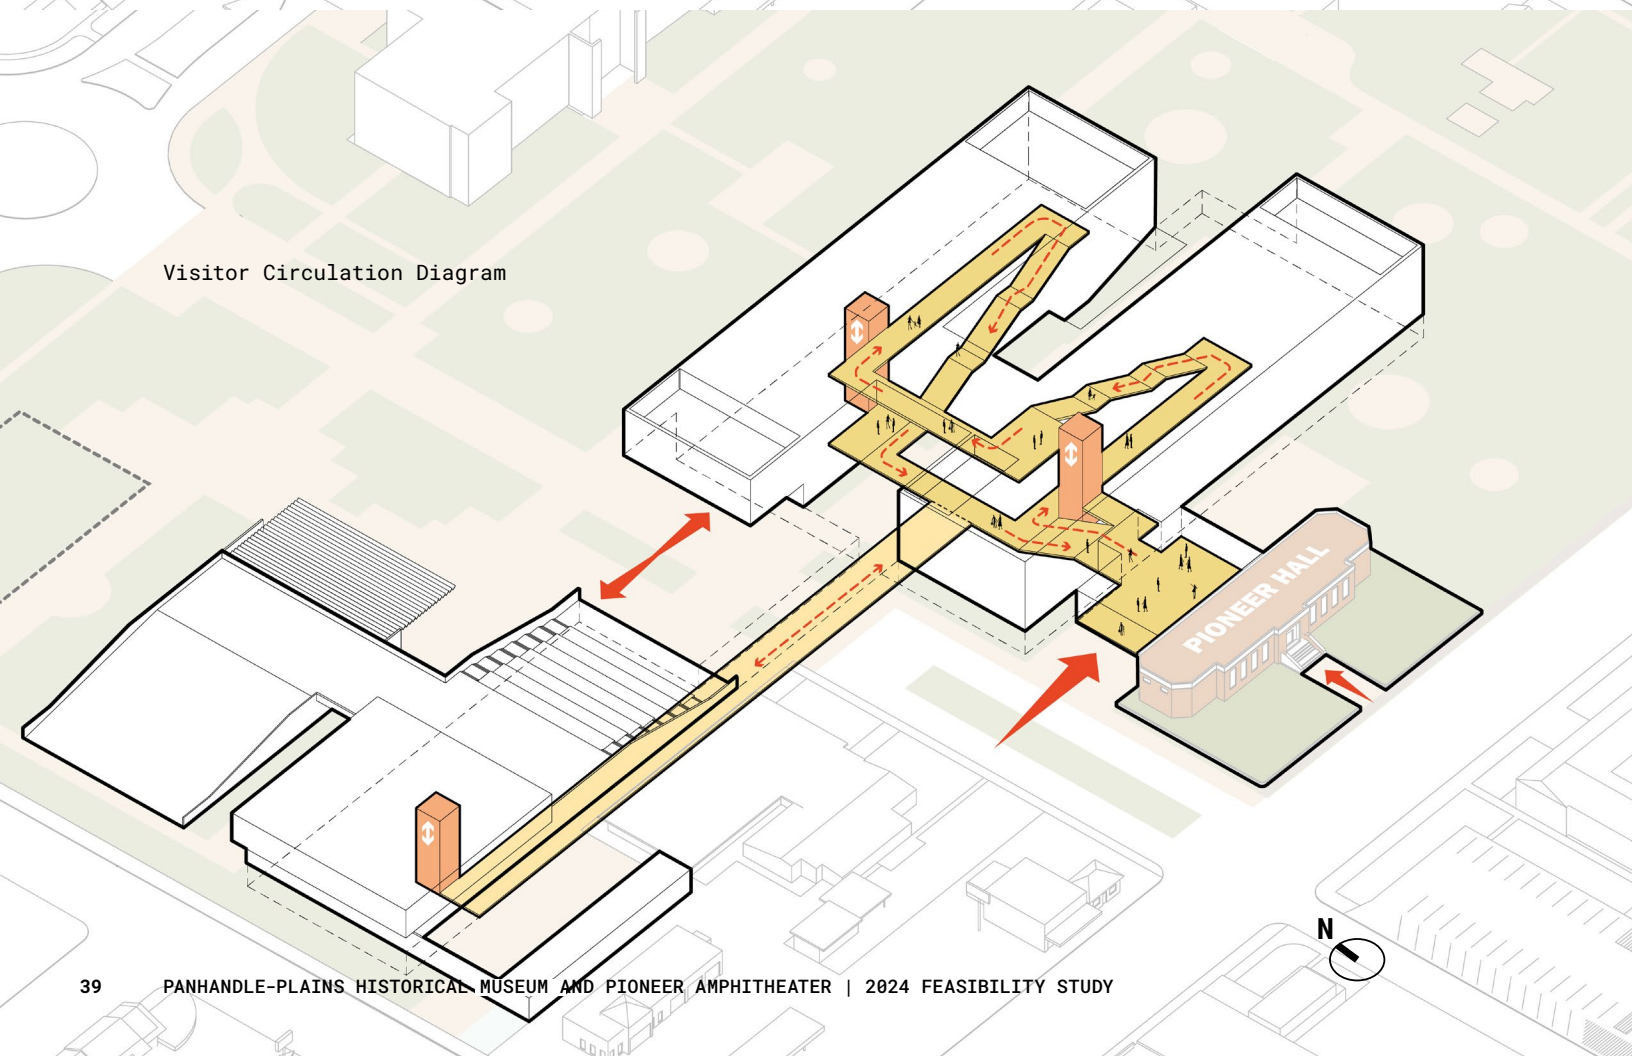 Visitor Circulation Diagram
PIONEER HALL
N
39 PANHANDLE-PLAINS HISTORICAL MUSEUM AND PIONEER AMPHITHEATER | 2024 FEASIBILITY STUDY